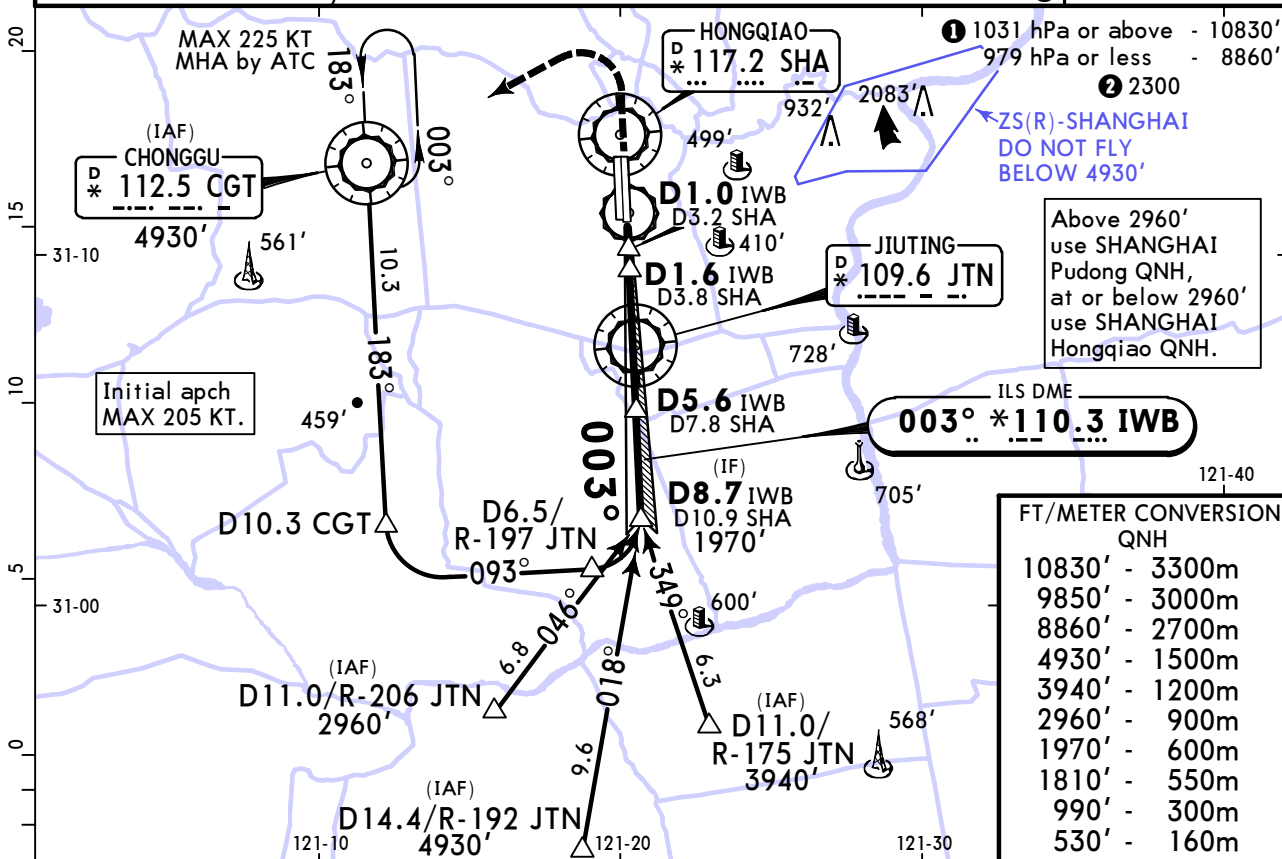 20
15
10
5
0
MAX 225 KT
MHA by ATC
183°
003°
(IAF)
CHONGGU
D
* 112.5 CGT
4930'
561'
31-10
10.3
183°
Initial apch
MAX 205 KT.
459'
D10.3 CGT
093°
D6.5/
R-197 JTN
31-00
HONGQIAO
D
* 117.2 SHA
499'
932'
2083'
❶ 1031 hPa or above - 10830'
979 hPa or less - 8860'
❷ 2300
ZS(R)-SHANGHAI
DO NOT FLY
BELOW 4930'
D1.0 IWB
D3.2 SHA
410'
D1.6 IWB
D3.8 SHA
JIUTING
D
* 109.6 JTN
728'
Above 2960'
use SHANGHAI
Pudong QNH,
at or below 2960'
use SHANGHAI
Hongqiao QNH.
D5.6 IWB
D7.8 SHA
ILS DME
003° *110.3 IWB
003°
(IF)
D8.7 IWB
D10.9 SHA
1970'
705'
121-40
600'
349°
6.3
046°
6.8
018°
9.6
(IAF)
D11.0/R-206 JTN
2960'
(IAF)
D11.0/
R-175 JTN
3940'
568'
(IAF)
D14.4/R-192 JTN
4930'
121-10
121-20
121-30
FT/METER CONVERSION
QNH
10830' - 3300m
9850' - 3000m
8860' - 2700m
4930' - 1500m
3940' - 1200m
2960' - 900m
1970' - 600m
1810' - 550m
990' - 300m
530' - 160m